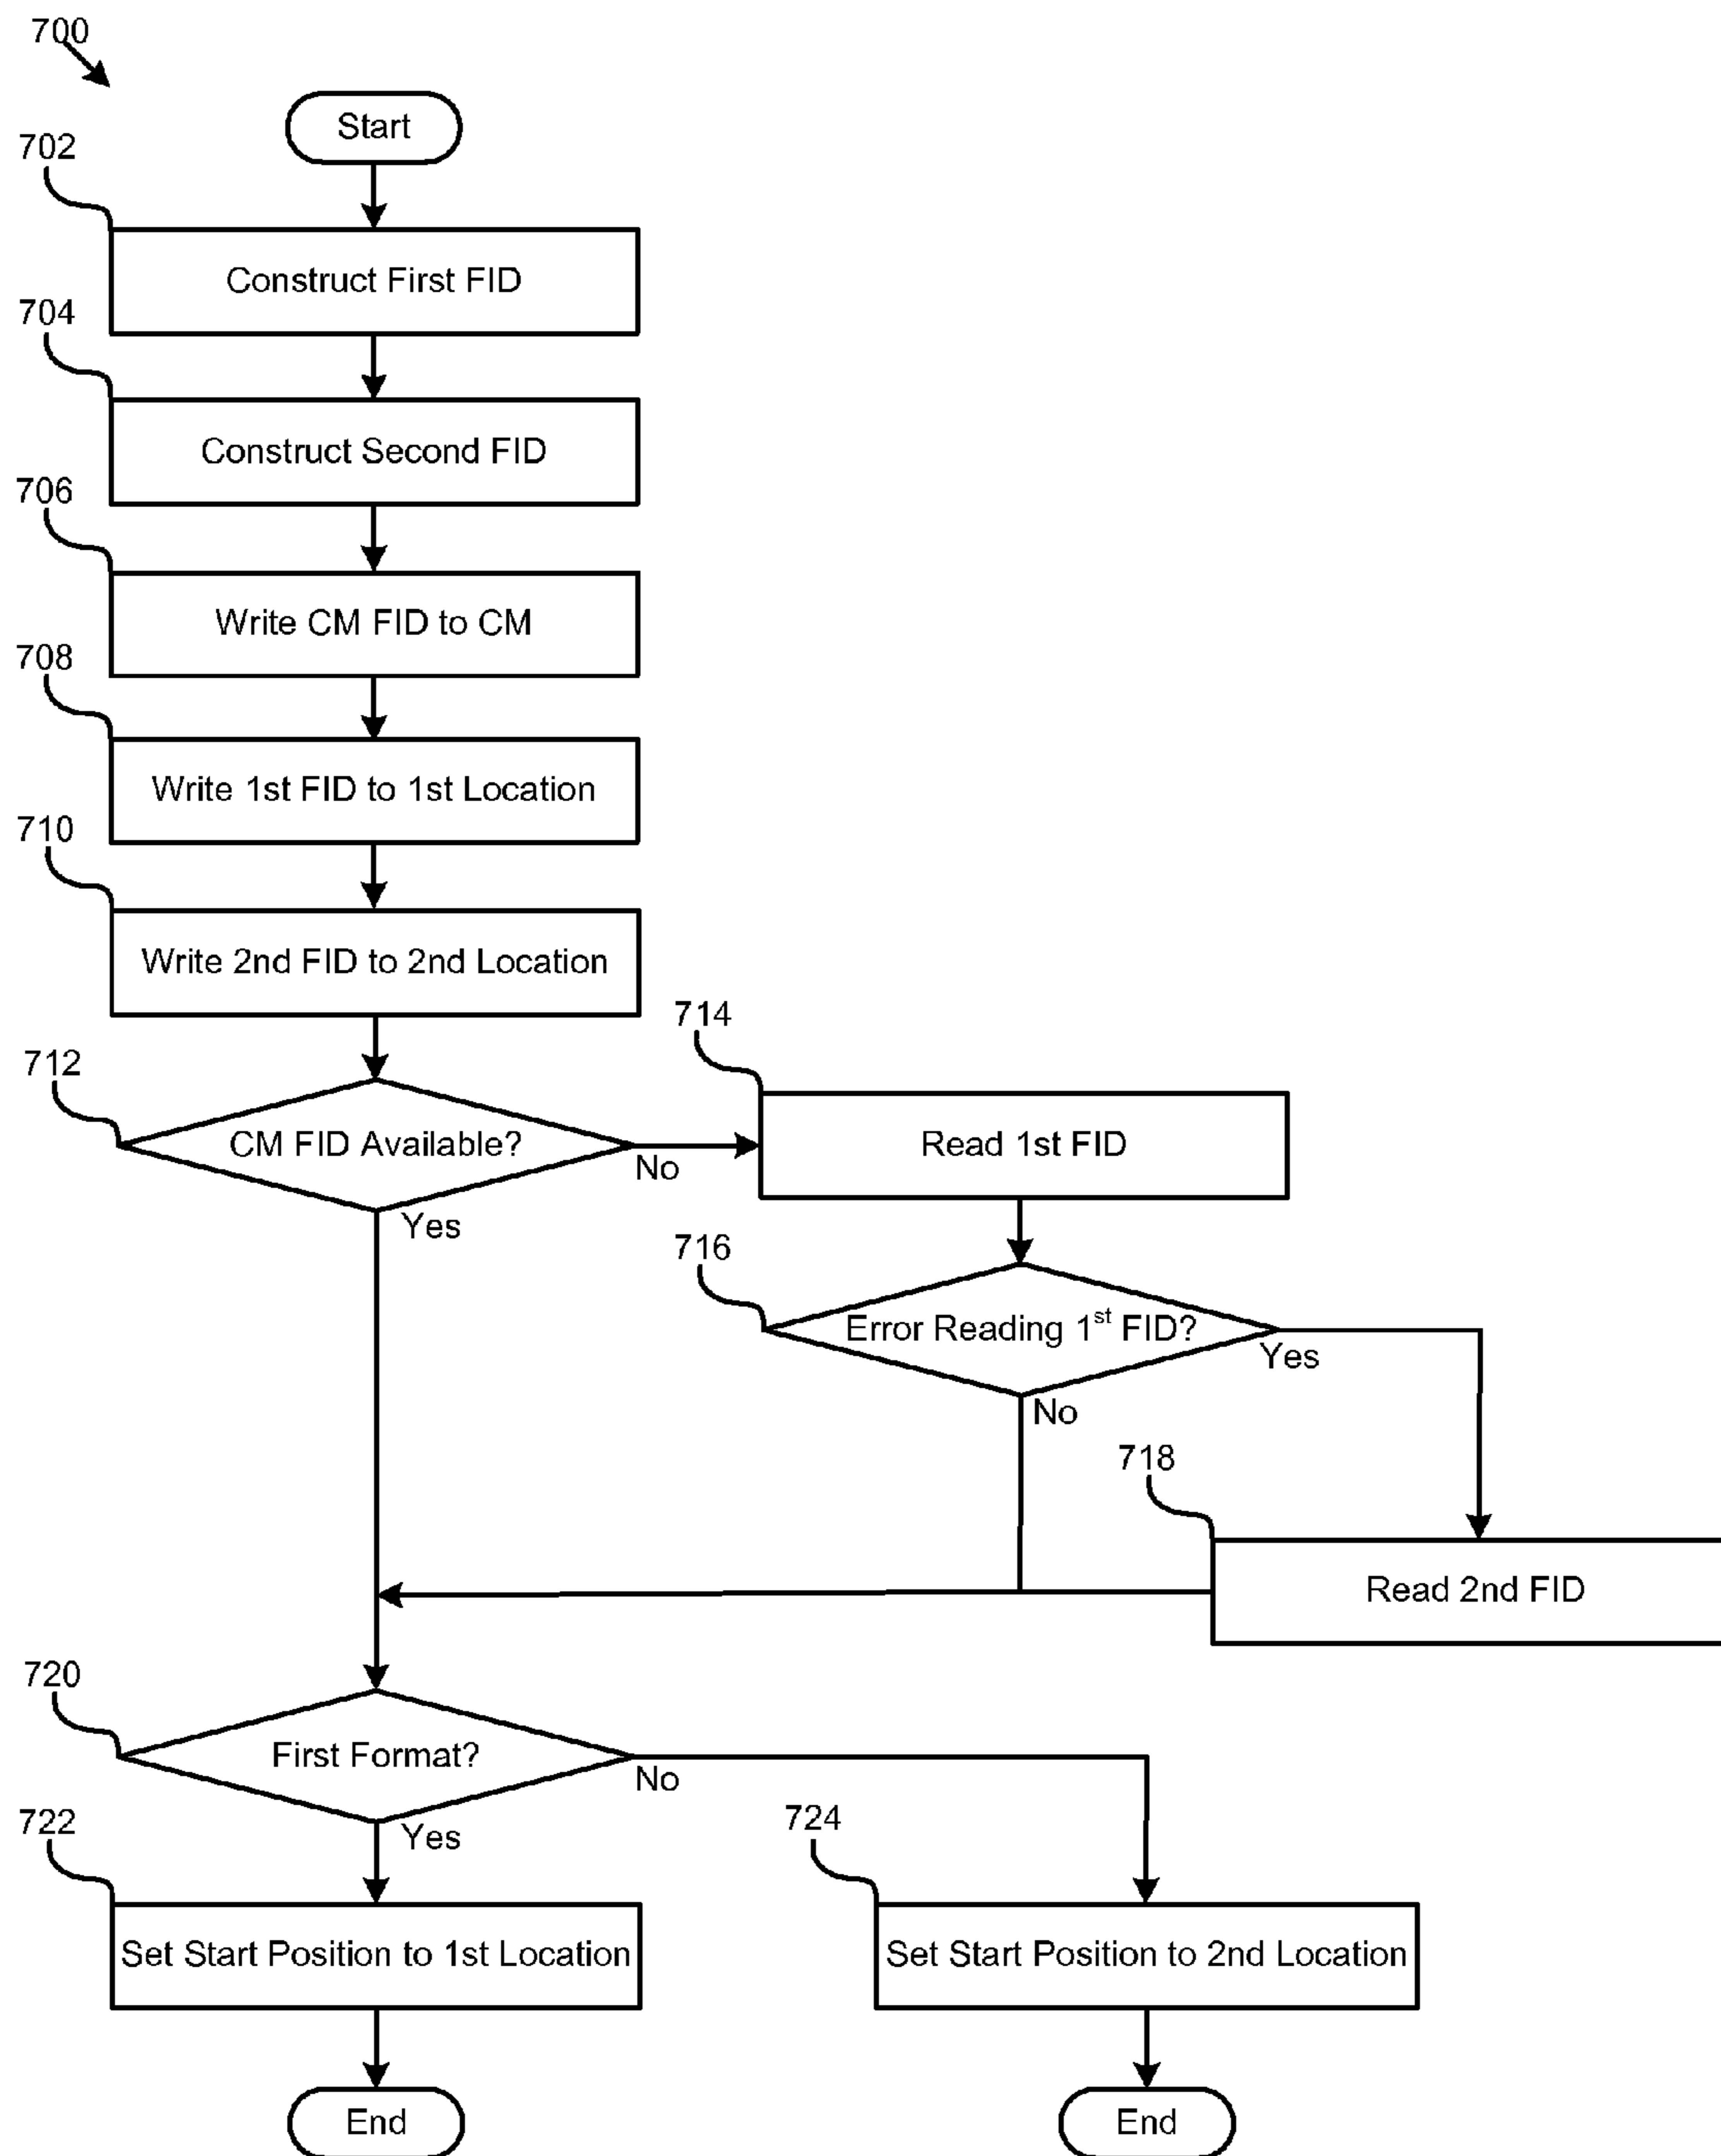 700
Start
702
Construct First FID
704
Construct Second FID
706
Write CM FID to CM
708
Write 1st FID to 1st Location
710
Write 2nd FID to 2nd Location
712
CM FID Available?
No
Yes
714
Read 1st FID
716
Error Reading 1st FID?
Yes
No
718
Read 2nd FID
720
First Format?
No
Yes
722
Set Start Position to 1st Location
724
Set Start Position to 2nd Location
End
End